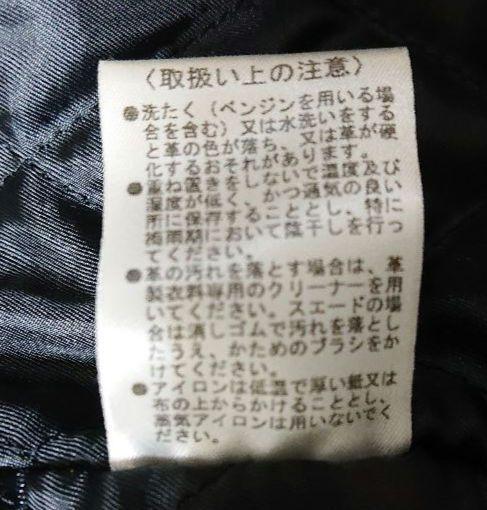 〈取扱い上の注意〉
●洗たく（ベンジンを用いる場
合を含む）又は水洗いをする
と革の色が落ち、又は革が硬
化するおそれがあります。
●重ね置きをしないで温度及び
湿度が低く、かつ通気の良い
所に保存することとし、特に
梅雨期において陰干しを行っ
てください。
●革の汚れを落とす場合は、革
製衣料専用のクリーナーを用
いてください。スエードの場
合は消しゴムで汚れを落とし
たうえ、かためのブラシをか
けてください。
●アイロンは低温で厚い紙又は
布の上からかけることとし、
蒸気アイロンは用いないでく
ださい。